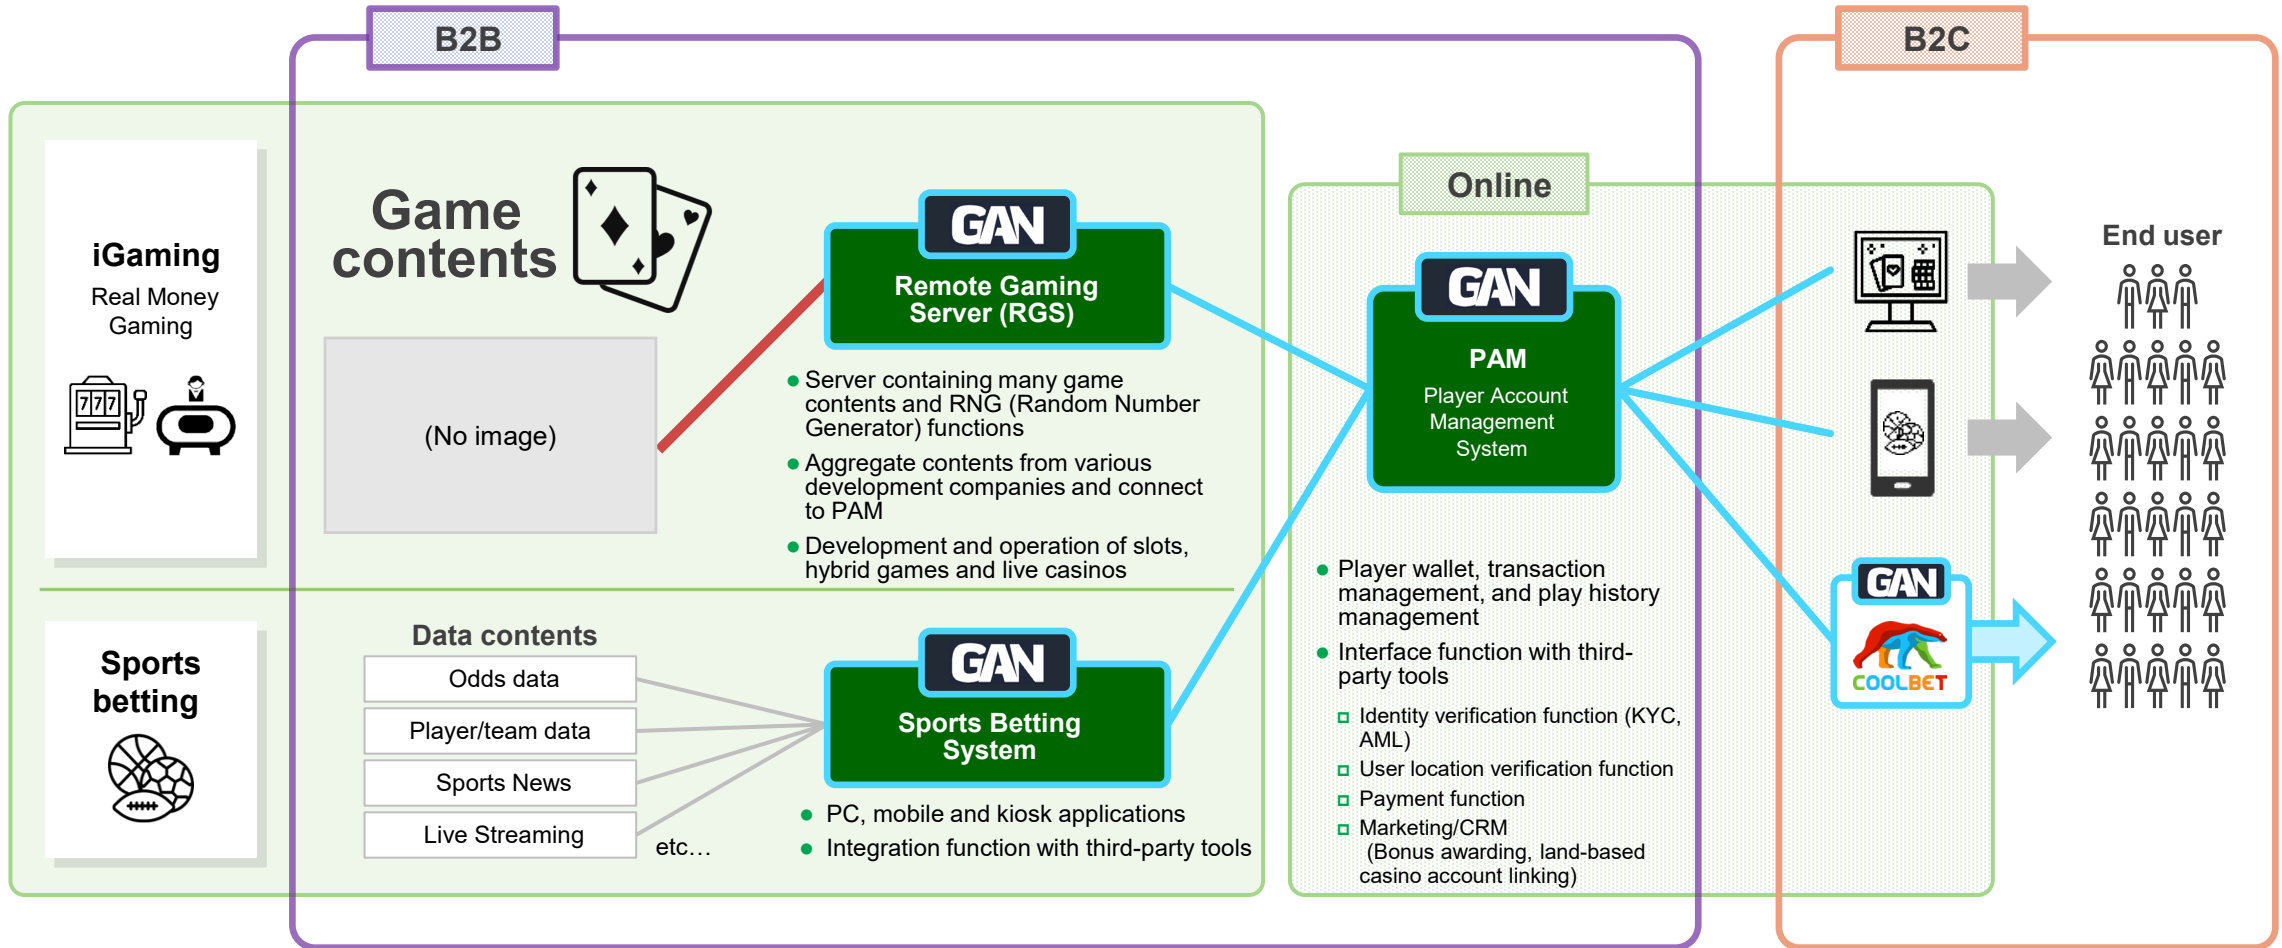 B2B
B2C
iGaming
Real Money
Gaming
777
Game
contents
(No image)
GAN
Remote Gaming
Server (RGS)
Server containing many game
contents and RNG (Random Number
Generator) functions
Aggregate contents from various
development companies and connect
to PAM
Development and operation of slots,
hybrid games and live casinos
Sports
betting
Data contents
Odds data
Player/team data
Sports News
Live Streaming
etc…
GAN
Sports Betting
System
PC, mobile and kiosk applications
Integration function with third-party tools
Online
GAN
PAM
Player Account
Management
System
Player wallet, transaction
management, and play history
management
Interface function with third-
party tools
Identity verification function (KYC,
AML)
User location verification function
Payment function
Marketing/CRM
(Bonus awarding, land-based
casino account linking)
GAN
COOLBET
End user